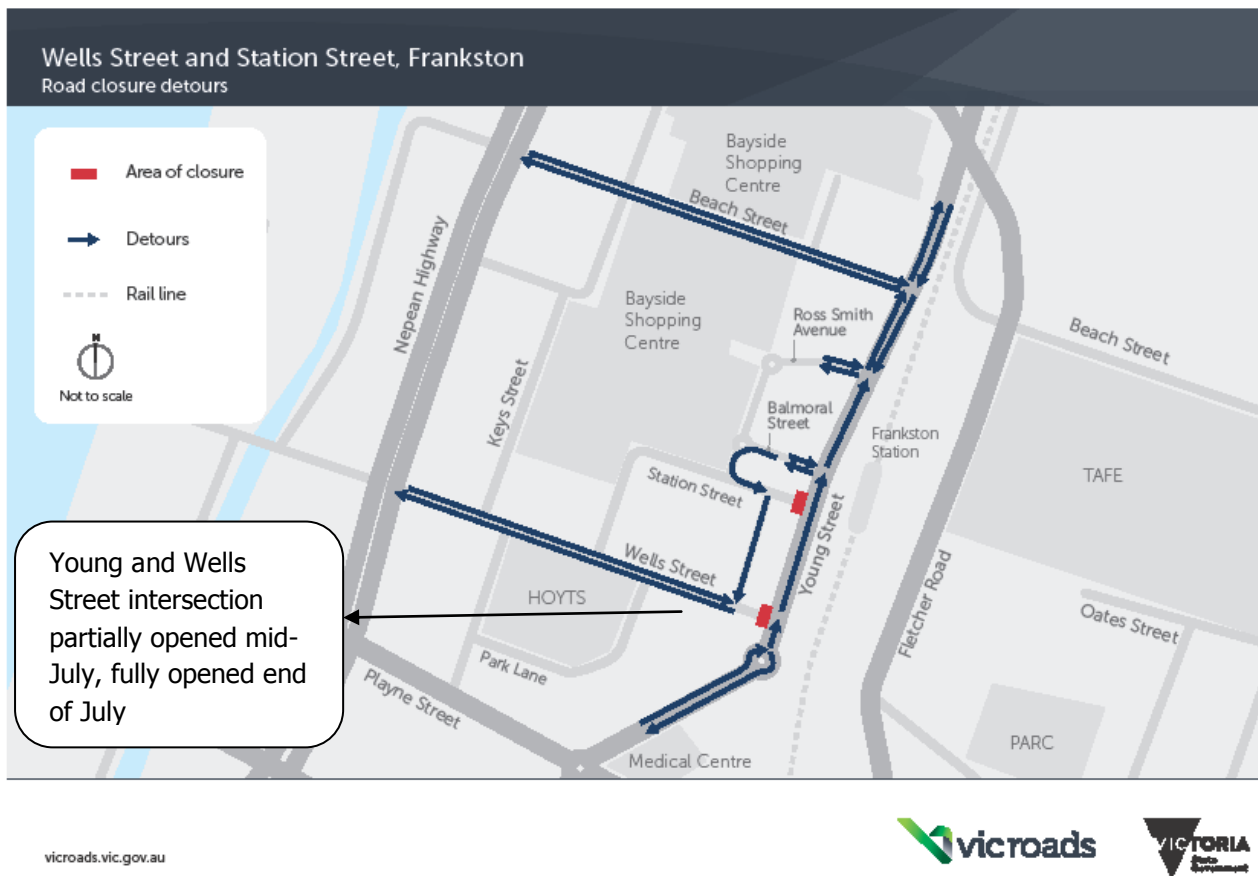 Wells Street and Station Street, Frankston
Road closure detours
Area of closure
Detours
Rail line
N
Not to scale
Nepean Highway
Bayside
Shopping
Centre
Beach Street
Bayside
Shopping
Centre
Ross Smith
Avenue
Beach Street
Keys Street
Balmoral
Street
Frankston
Station
TAFE
Station Street
Young Street
Wells Street
HOYTS
Fletcher Road
Oates Street
Park Lane
Playne Street
PARC
Medical Centre
Young and Wells
Street intersection
partially opened mid-
July, fully opened end
of July
vicroads.vic.gov.au
vicroads
VICTORIA
State
Government